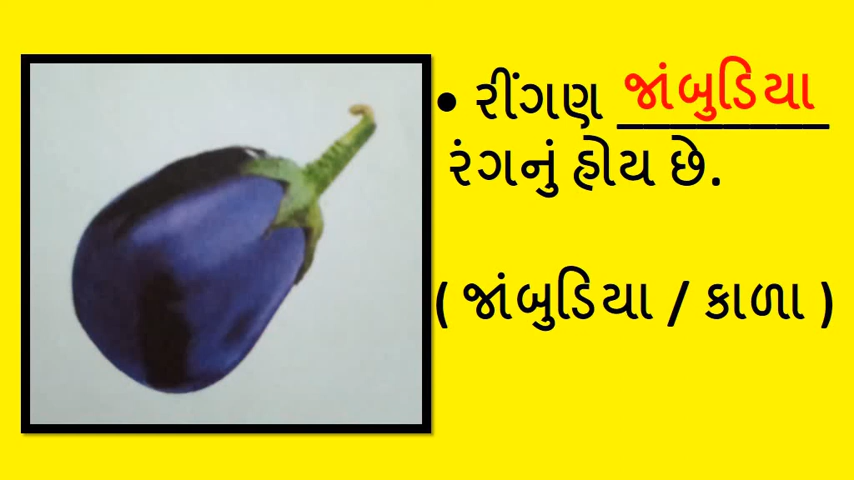 • રીંગણ જાંબુડિયા
રંગનું હોય છે.
( જાંબુડિયા / કાળા )